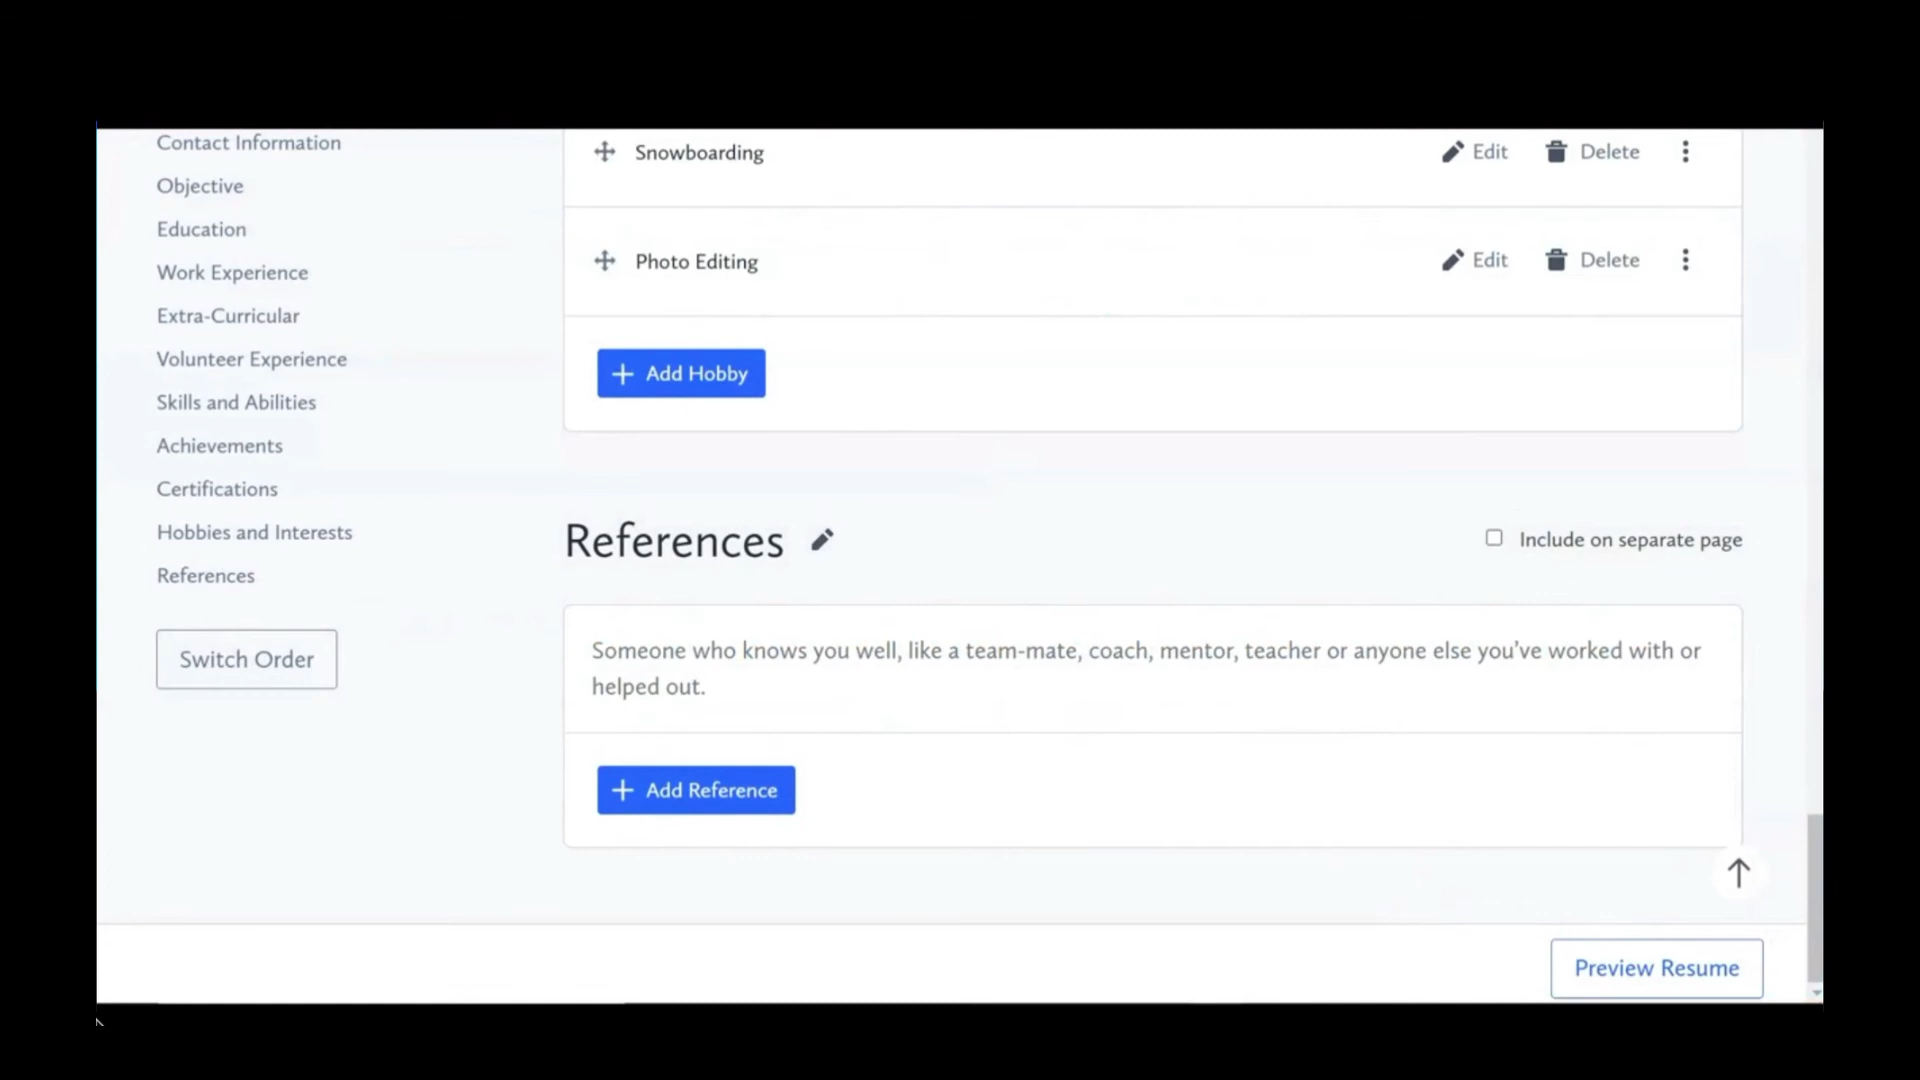 Contact Information
Objective
Education
Work Experience
Extra-Curricular
Volunteer Experience
Skills and Abilities
Achievements
Certifications
Hobbies and Interests
References
Switch Order
Snowboarding Edit Delete
Photo Editing Edit Delete
Add Hobby
References Include on separate page
Someone who knows you well, like a team-mate, coach, mentor, teacher or anyone else you’ve worked with or
helped out.
Add Reference
Preview Resume